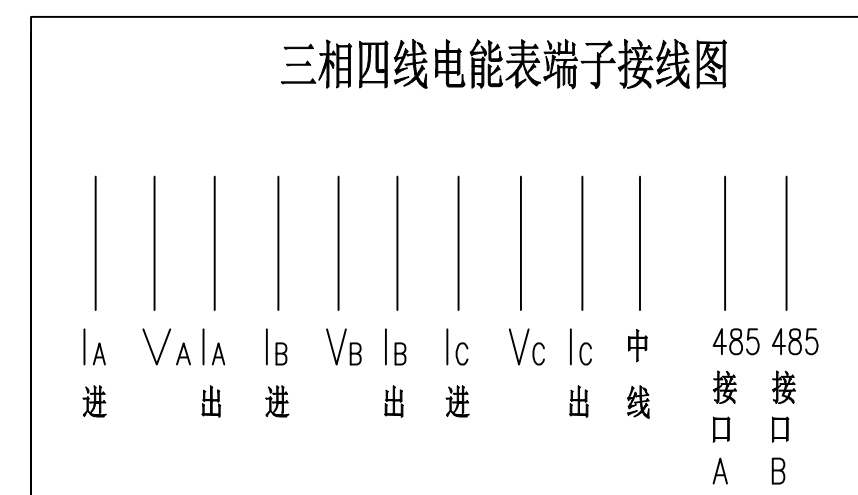 三相四线电能表端子接线图
IA VA IA IB VB IB IC VC IC 中 485 485
进 出 进 出 进 出 线 接 接
口 口
A B